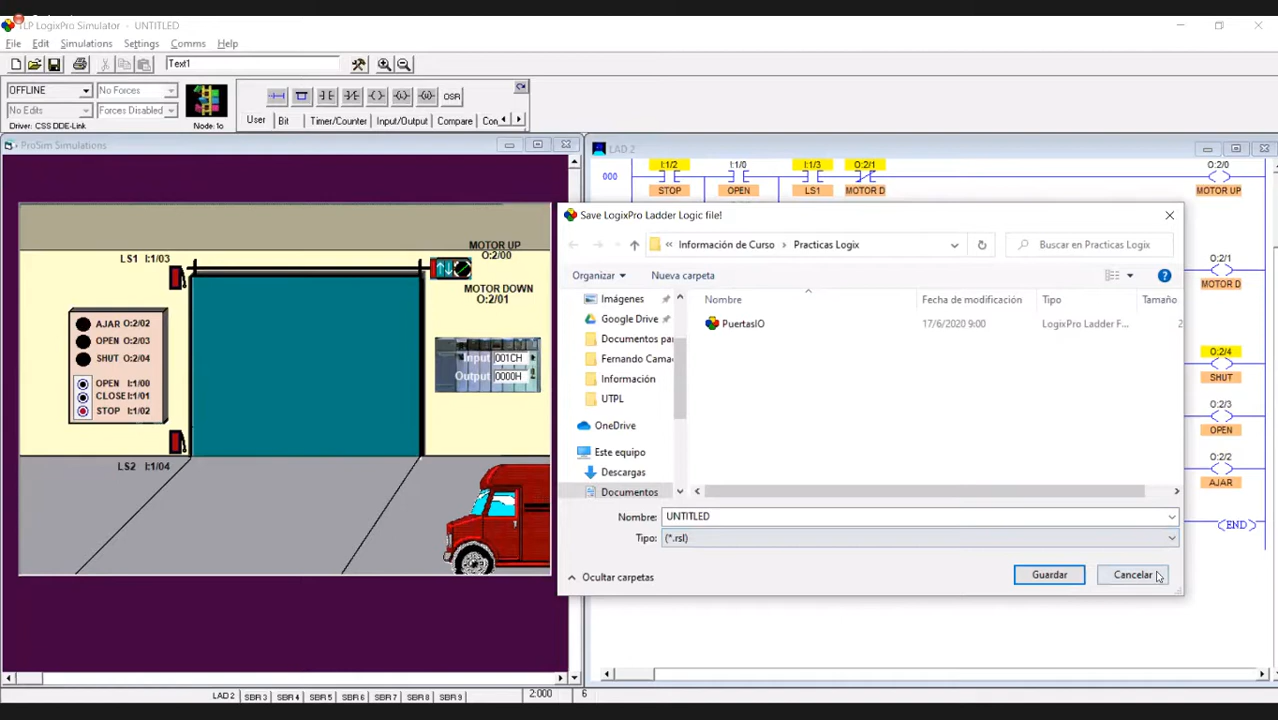 TLP LogixPro Simulator - UNTITLED
File Edit Simulations Settings Comms Help
Text1
OFFLINE No Forces
No Edits Forces Disabled
Driver: CSS DDE-Link Node: 1o
OSR
User Bit Timer/Counter Input/Output Compare Con
ProSim Simulations
LS1 I:1/03
MOTOR UP
O:2/00
MOTOR DOWN
O:2/01
AJAR O:2/02
OPEN O:2/03
SHUT O:2/04
OPEN I:1/00
CLOSE I:1/01
STOP I:1/02
Input 001CH
Output 0000H
LS2 I:1/04
LAD 2
000
I:1/2 I:1/0 I:1/3 O:2/1 O:2/0
STOP OPEN LS1 MOTOR D MOTOR UP
O:2/1
MOTOR D
O:2/4
SHUT
O:2/3
OPEN
O:2/2
AJAR
(END)
Save LogixPro Ladder Logic file!
« Información de Curso › Practicas Logix
Buscar en Practicas Logix
Organizar Nueva carpeta
Nombre Fecha de modificación Tipo Tamaño
PuertasIO 17/6/2020 9:00 LogixPro Ladder F... 2
Imágenes
Google Drive
Documentos pa
Fernando Cama
Información
UTPL
OneDrive
Este equipo
Descargas
Documentos
Nombre: UNTITLED
Tipo: (*.rsl)
Ocultar carpetas
Guardar Cancelar
LAD 2 SBR 3 SBR 4 SBR 5 SBR 6 SBR 7 SBR 8 SBR 9 2:000 6